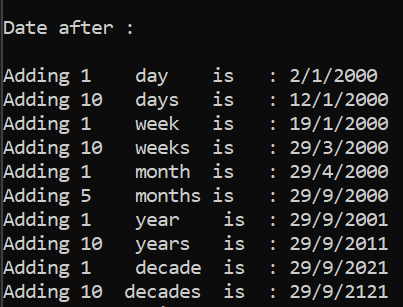 Date after :
Adding 1    day    is   : 2/1/2000
Adding 10   days   is   : 12/1/2000
Adding 1    week   is   : 19/1/2000
Adding 10   weeks  is   : 29/3/2000
Adding 1    month  is   : 29/4/2000
Adding 5    months is   : 29/9/2000
Adding 1    year    is  : 29/9/2001
Adding 10   years   is  : 29/9/2011
Adding 1    decade  is  : 29/9/2021
Adding 10  decades  is  : 29/9/2121